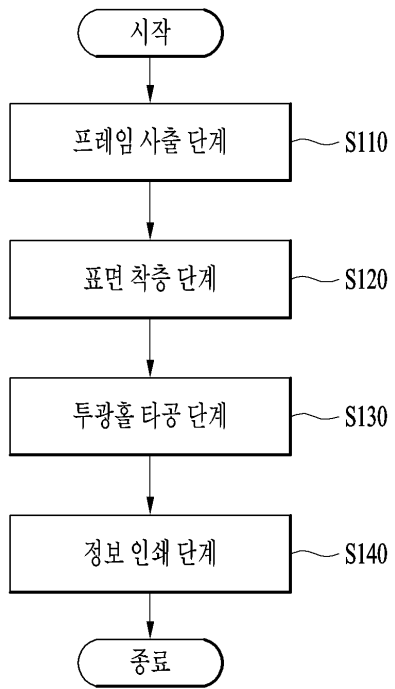 시작
프레임 사출 단계
S110
표면 착층 단계
S120
투광홀 타공 단계
S130
정보 인쇄 단계
S140
종료